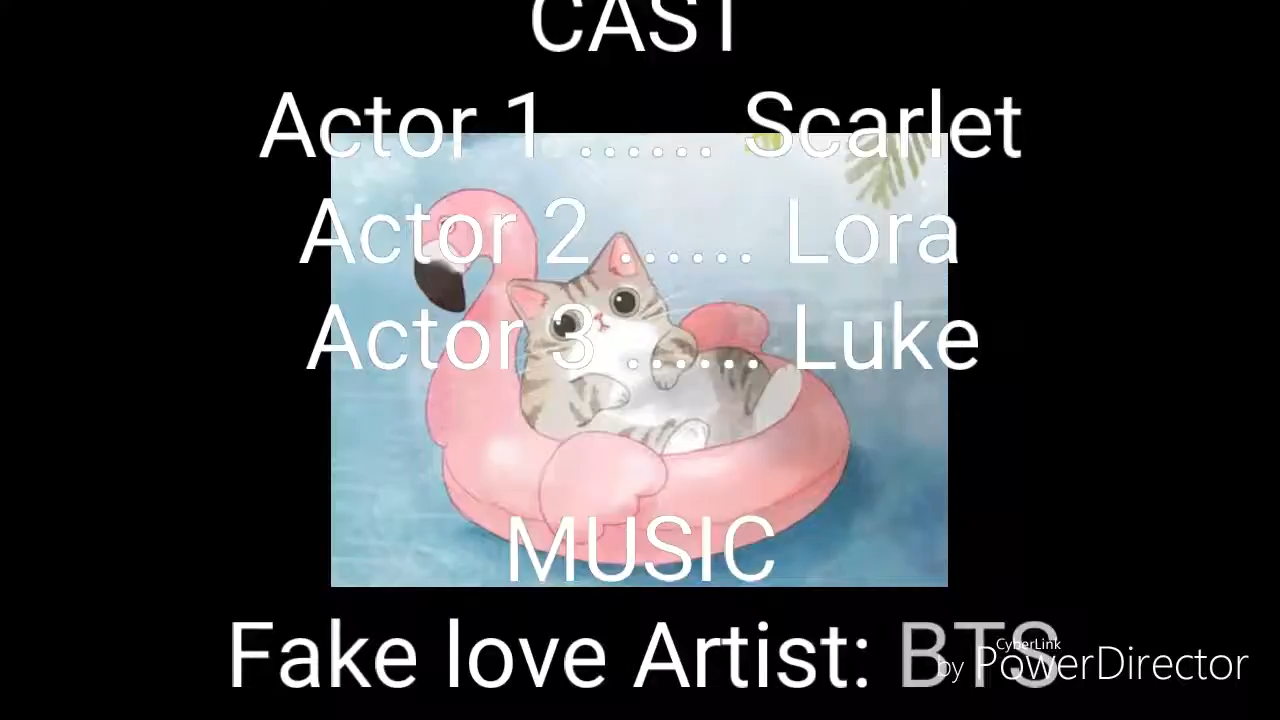 CAST
Actor 1 ...... Scarlet
Actor 2 ...... Lora
Actor 3 ...... Luke
MUSIC
Fake love Artist: BTS
CyberLink
by PowerDirector